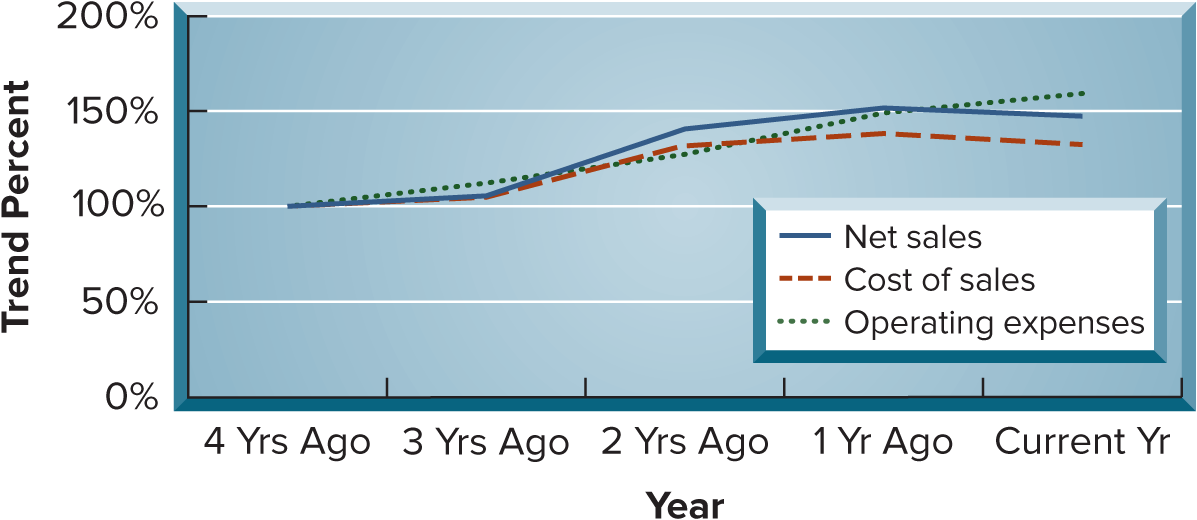 200%
150%
100%
50%
0%
Trend Percent
Net sales
Cost of sales
Operating expenses
4 Yrs Ago 3 Yrs Ago 2 Yrs Ago 1 Yr Ago Current Yr
Year